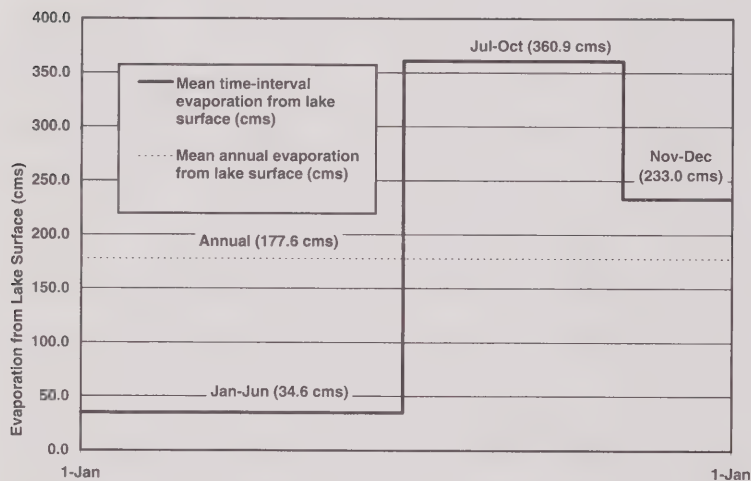 400.0
350.0
300.0
250.0
200.0
150.0
100.0
50.0
0.0
Evaporation from Lake Surface (cms)
Jul-Oct (360.9 cms)
Mean time-interval
evaporation from lake
surface (cms)
Mean annual evaporation
from lake surface (cms)
Nov-Dec
(233.0 cms)
Annual (177.6 cms)
Jan-Jun (34.6 cms)
1-Jan
1-Jan